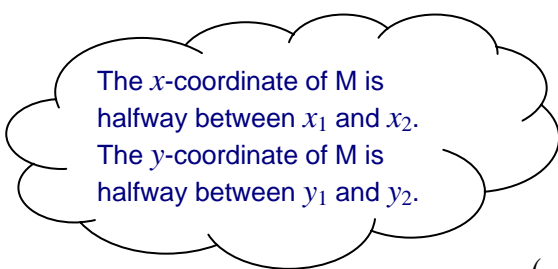 The x-coordinate of M is
halfway between x₁ and x₂.
The y-coordinate of M is
halfway between y₁ and y₂.
(